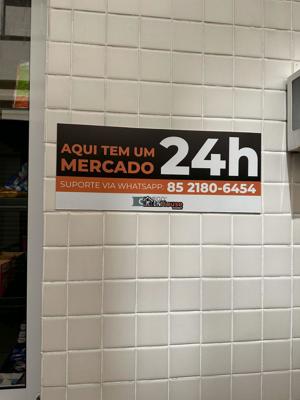 AQUI TEM UM
MERCADO
24h
SUPORTE VIA WHATSAPP: 85 2180-6454